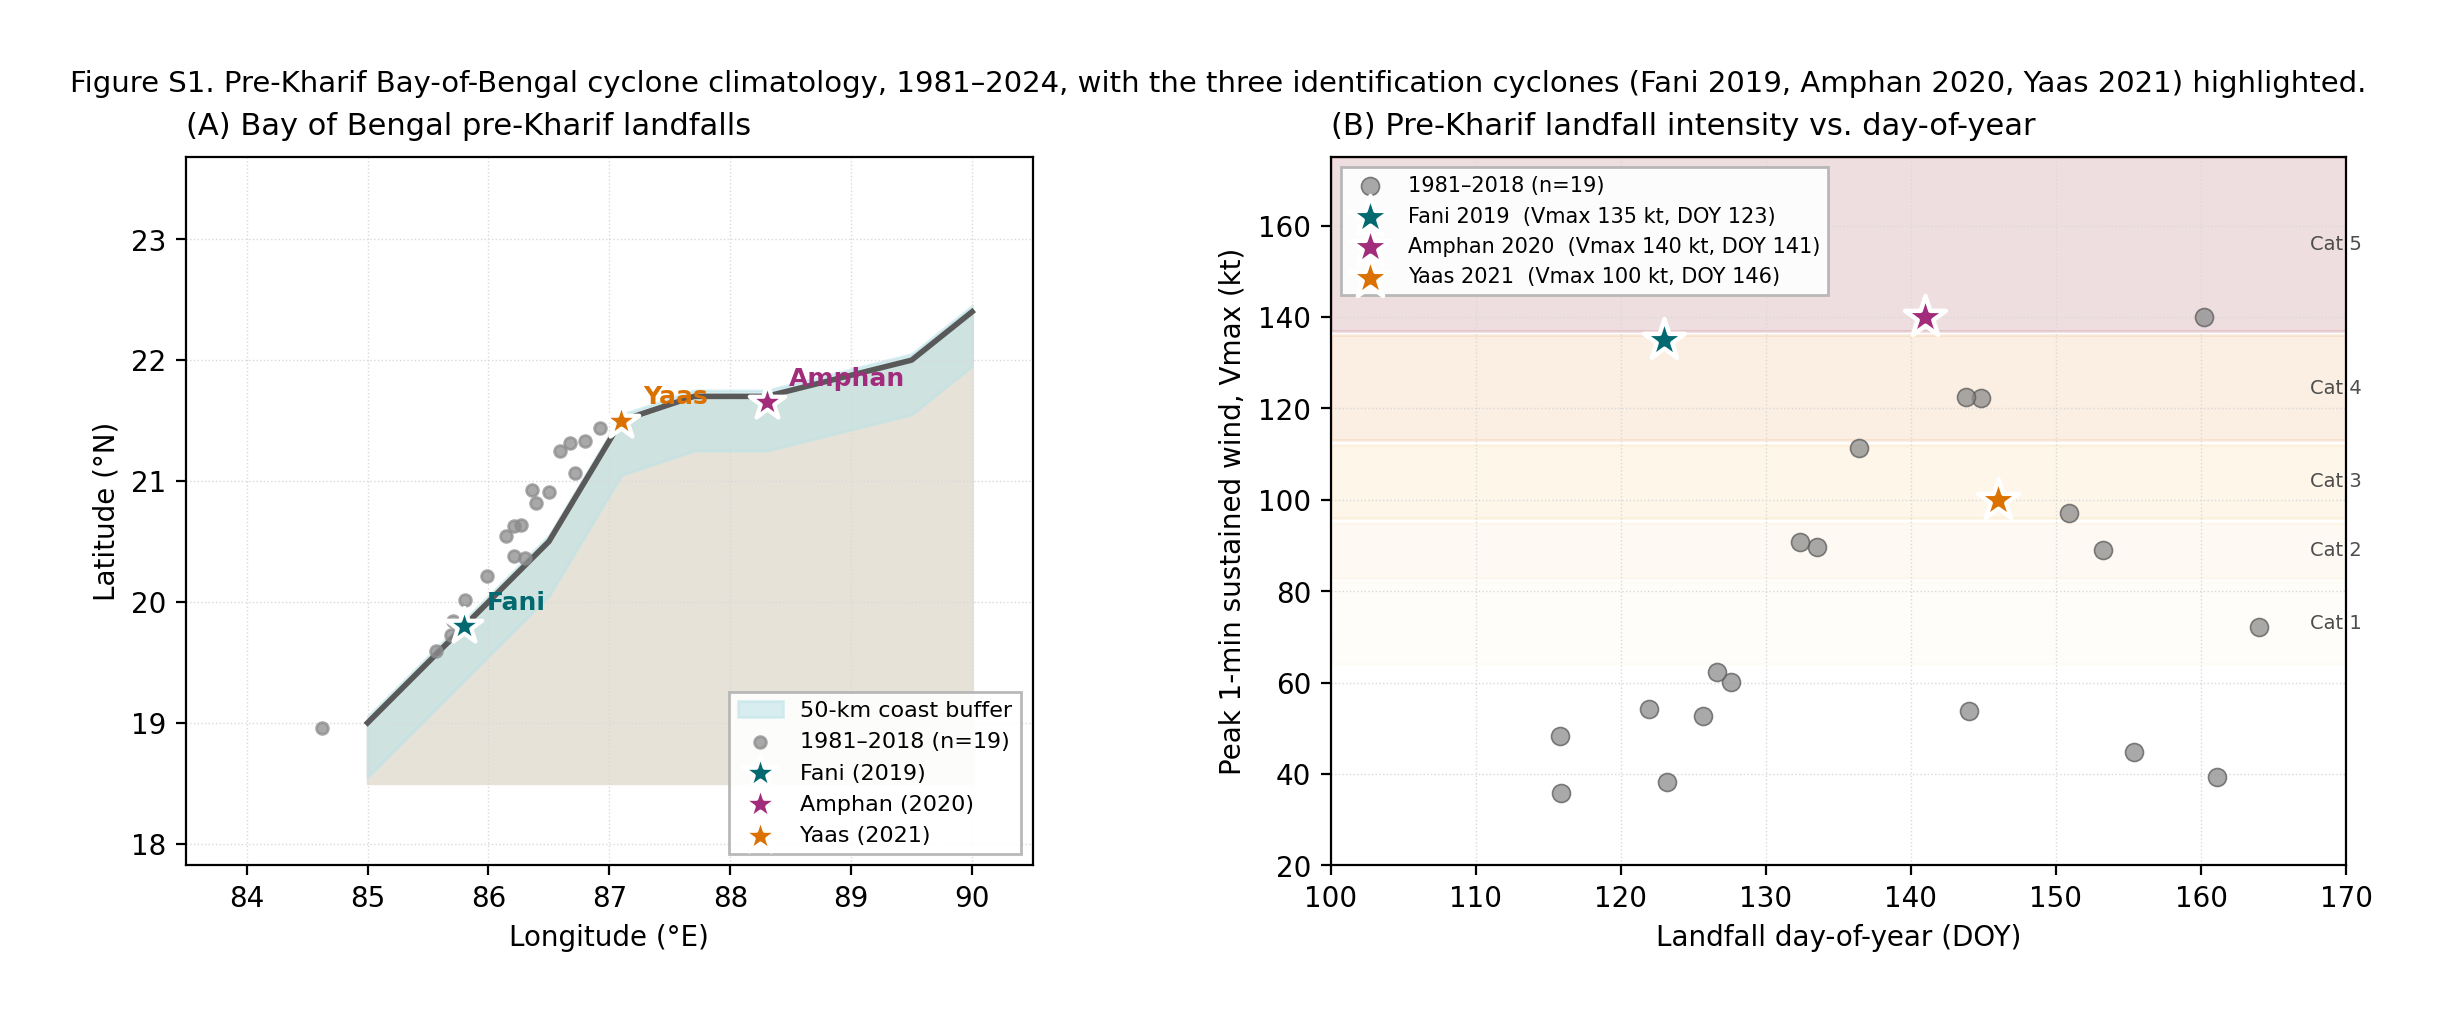 Figure S1. Pre-Kharif Bay-of-Bengal cyclone climatology, 1981–2024, with the three identification cyclones (Fani 2019, Amphan 2020, Yaas 2021) highlighted.
(A) Bay of Bengal pre-Kharif landfalls
Latitude (°N)
23
22
21
20
19
18
Yaas
Amphan
Fani
50-km coast buffer
1981–2018 (n=19)
Fani (2019)
Amphan (2020)
Yaas (2021)
84 85 86 87 88 89 90
Longitude (°E)
(B) Pre-Kharif landfall intensity vs. day-of-year
Peak 1-min sustained wind, Vmax (kt)
160
140
120
100
80
60
40
20
1981–2018 (n=19)
Fani 2019 (Vmax 135 kt, DOY 123)
Amphan 2020 (Vmax 140 kt, DOY 141)
Yaas 2021 (Vmax 100 kt, DOY 146)
Cat 5
Cat 4
Cat 3
Cat 2
Cat 1
100 110 120 130 140 150 160 170
Landfall day-of-year (DOY)